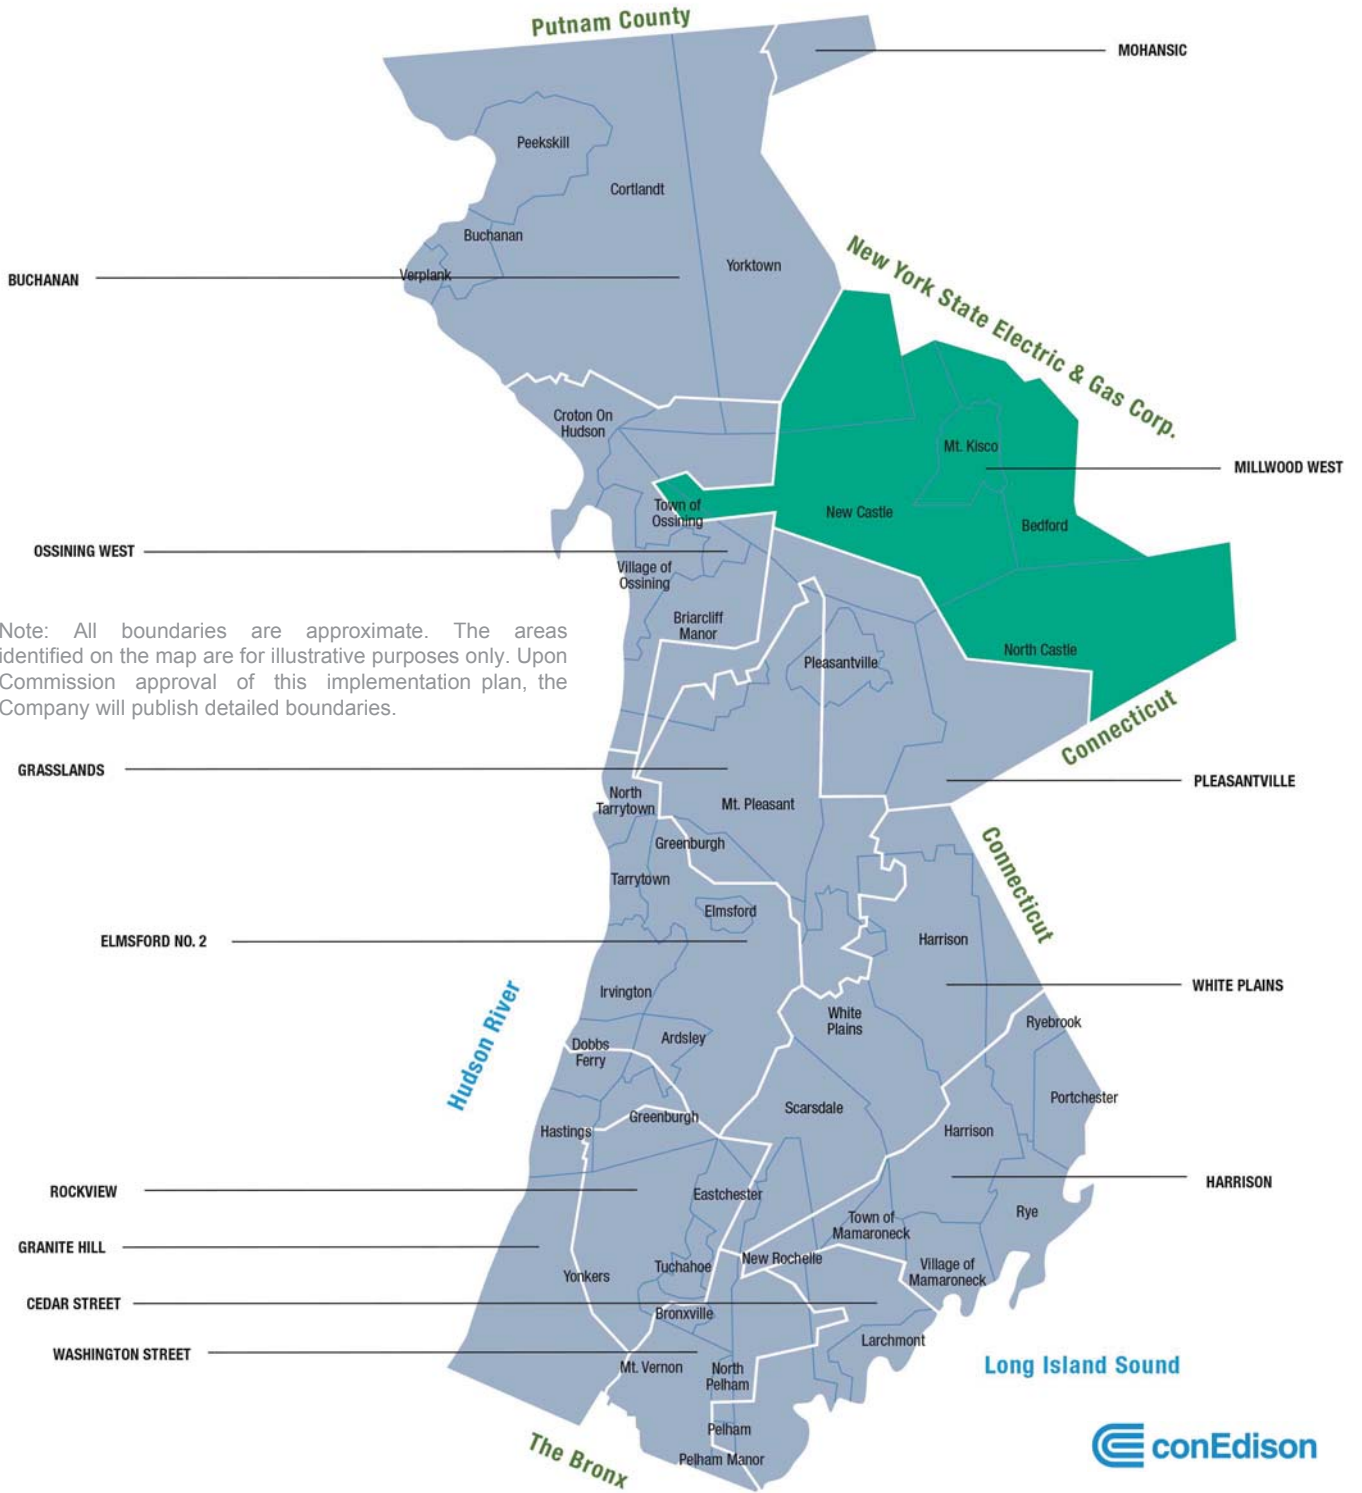 Putnam County
MOHANSIC
Peekskill
Cortlandt
Buchanan
Yorktown
Verplank
BUCHANAN
New York State Electric & Gas Corp.
Croton On
Hudson
Mt. Kisco
MILLWOOD WEST
Town of
Ossining
New Castle
Bedford
OSSINING WEST
Village of
Ossining
Briarcliff
Manor
Note: All boundaries are approximate. The areas
identified on the map are for illustrative purposes only. Upon
Commission approval of this implementation plan, the
Company will publish detailed boundaries.
North Castle
Pleasantville
Connecticut
GRASSLANDS
PLEASANTVILLE
North
Tarrytown
Mt. Pleasant
Greenburgh
Connecticut
Tarrytown
Elmsford
ELMSFORD NO. 2
Harrison
WHITE PLAINS
Irvington
Hudson River
White
Plains
Ryebrook
Ardsley
Dobbs
Ferry
Portchester
Scarsdale
Greenburgh
Hastings
Harrison
HARRISON
ROCKVIEW
Eastchester
Rye
Town of
Mamaroneck
GRANITE HILL
New Rochelle
Tuchahoe
Village of
Mamaroneck
Yonkers
CEDAR STREET
Bronxville
Larchmont
WASHINGTON STREET
Mt. Vernon
North
Pelham
Long Island Sound
Pelham
Pelham Manor
The Bronx
conEdison